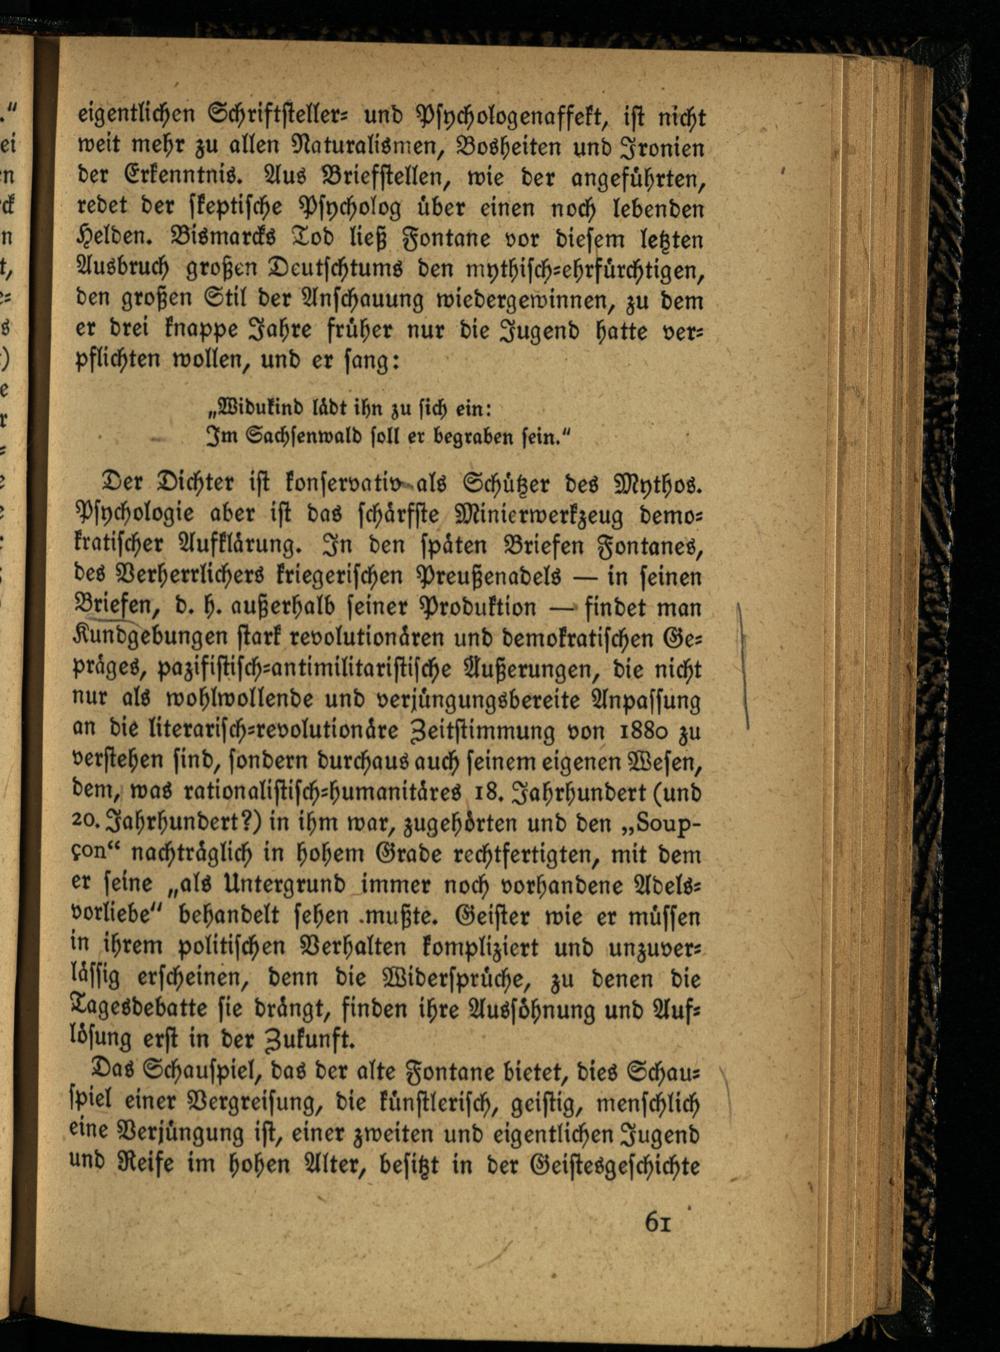 eigentlichen Schriftsteller- und Psychologenaffekt, ist nicht
weit mehr zu allen Naturalismen, Bosheiten und Ironien
der Erkenntnis. Aus Briefstellen, wie der angeführten,
redet der skeptische Psycholog über einen noch lebenden
Helden. Bismarcks Tod ließ Fontane vor diesem letzten
Ausbruch großen Deutschtums den mythisch-ehrfürchtigen,
den großen Stil der Anschauung wiedergewinnen, zu dem
er drei knappe Jahre früher nur die Jugend hatte ver-
pflichten wollen, und er sang:
„Widukind lädt ihn zu sich ein:
Im Sachsenwald soll er begraben sein.“
Der Dichter ist konservativ als Schützer des Mythos.
Psychologie aber ist das schärfste Minierwerkzeug demo-
kratischer Aufklärung. In den späten Briefen Fontanes,
des Verherrlichers kriegerischen Preußenadels — in seinen
Briefen, d. h. außerhalb seiner Produktion — findet man
Kundgebungen stark revolutionären und demokratischen Ge-
präges, pazifistisch-antimilitaristische Äußerungen, die nicht
nur als wohlwollende und verjüngungsbereite Anpassung
an die literarisch-revolutionäre Zeitstimmung von 1880 zu
verstehen sind, sondern durchaus auch seinem eigenen Wesen,
dem, was rationalistisch-humanitäres 18. Jahrhundert (und
20. Jahrhundert?) in ihm war, zugehörten und den „Soup-
çon“ nachträglich in hohem Grade rechtfertigten, mit dem
er seine „als Untergrund immer noch vorhandene Adels-
vorliebe“ behandelt sehen mußte. Geister wie er müssen
in ihrem politischen Verhalten kompliziert und unzuver-
lässig erscheinen, denn die Widersprüche, zu denen die
Tagesdebatte sie drängt, finden ihre Aussöhnung und Auf-
lösung erst in der Zukunft.
Das Schauspiel, das der alte Fontane bietet, dies Schau-
spiel einer Vergreisung, die künstlerisch, geistig, menschlich
eine Verjüngung ist, einer zweiten und eigentlichen Jugend
und Reife im hohen Alter, besitzt in der Geistesgeschichte
61